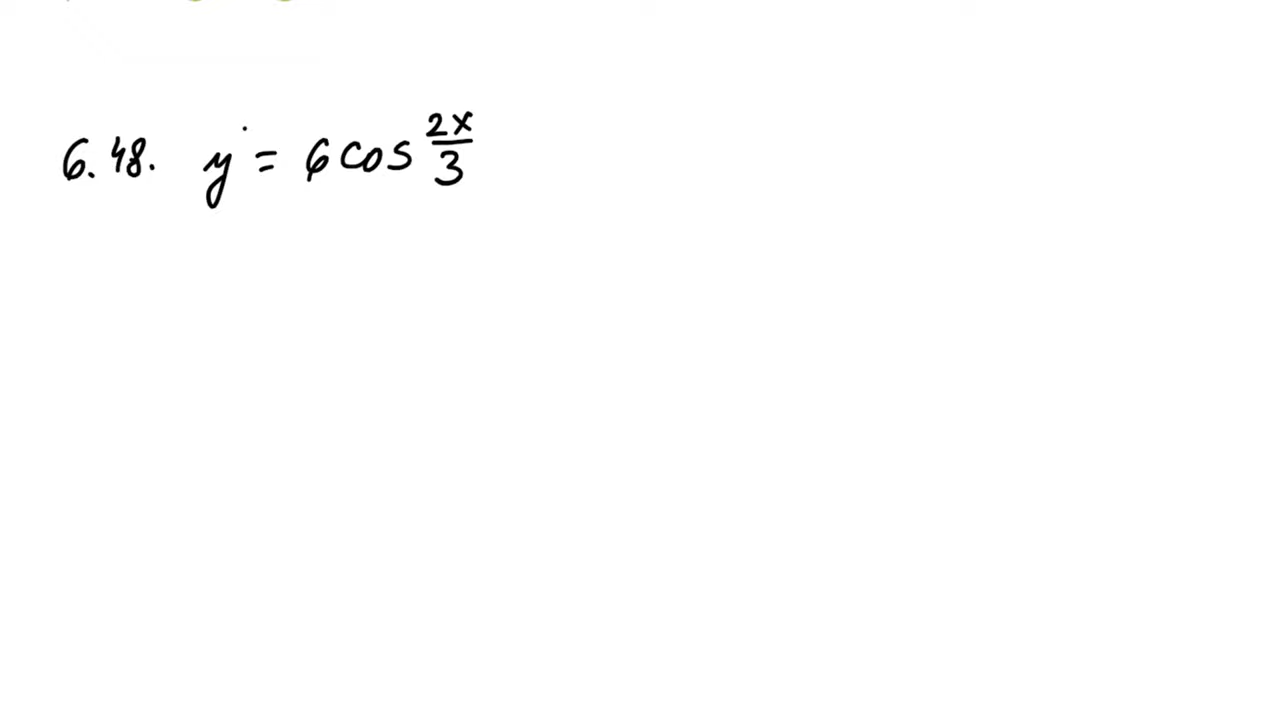 6.48. y = 6 cos 2x/3